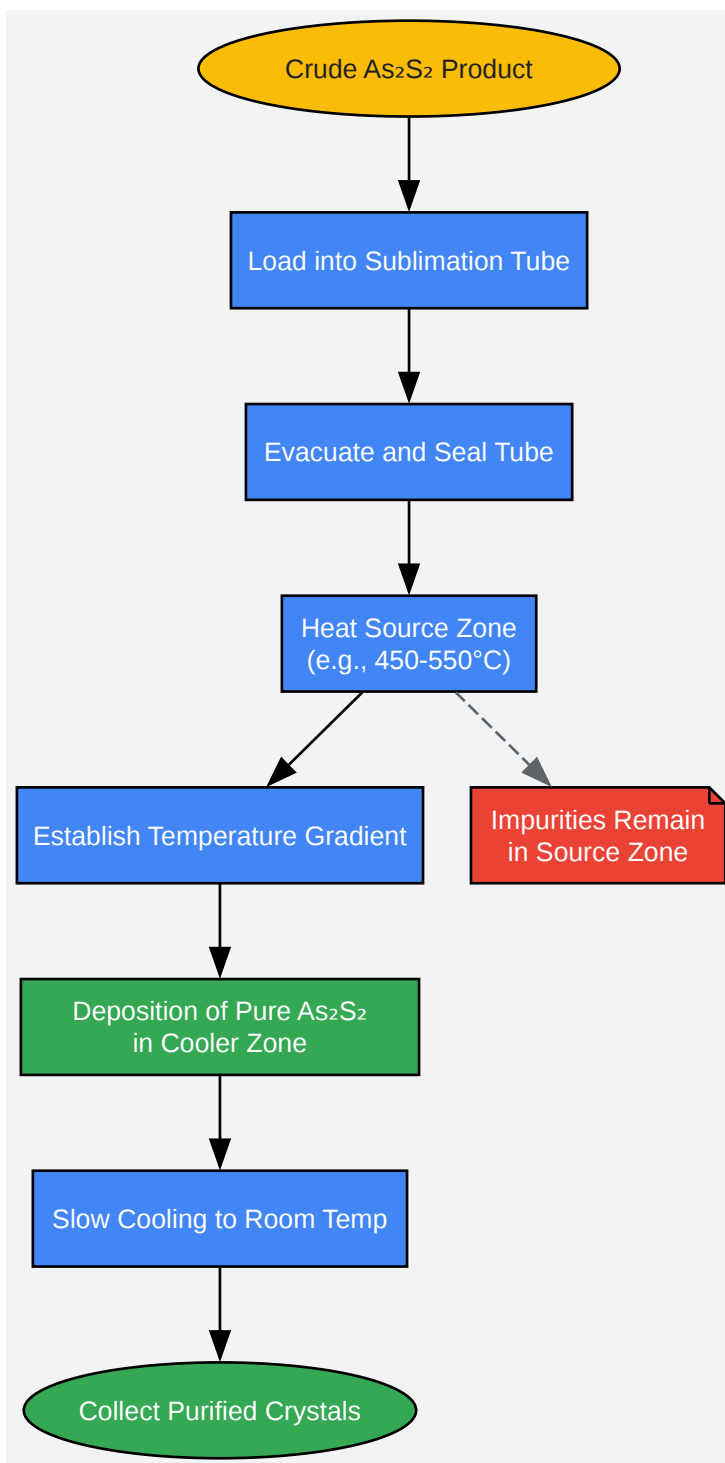 Crude As₂S₂ Product
Load into Sublimation Tube
Evacuate and Seal Tube
Heat Source Zone
(e.g., 450-550°C)
Establish Temperature Gradient
Impurities Remain
in Source Zone
Deposition of Pure As₂S₂
in Cooler Zone
Slow Cooling to Room Temp
Collect Purified Crystals